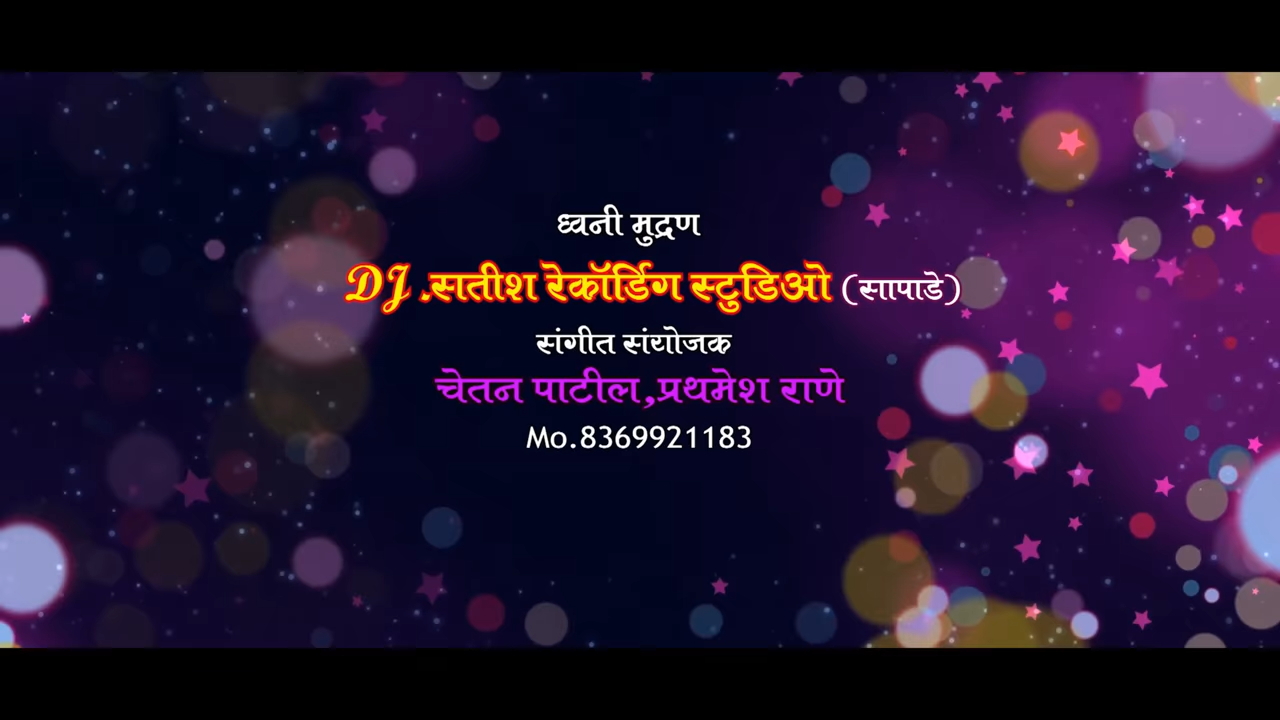 ध्वनी मुद्रण
DJ .सतीश रेकॉर्डिंग स्टुडिओ (सापाडे)
संगीत संयोजक
चेतन पाटील,प्रथमेश राणे
Mo.8369921183